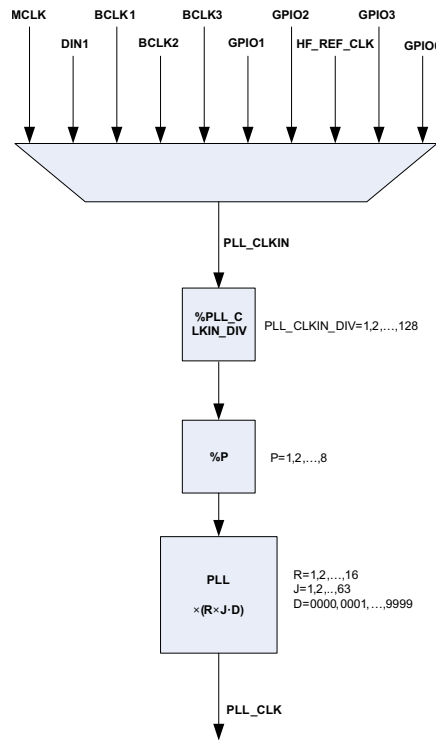 MCLK BCLK1 BCLK3 GPIO2 GPIO3
DIN1 BCLK2 GPIO1 HF_REF_CLK
PLL_CLKIN
%PLL_C
LKIN_DIV
PLL_CLKIN_DIV=1,2,...,128
%P
P=1,2,...,8
PLL
×(R×J·D)
R=1,2,...,16
J=1,2,..,63
D=0000,0001,...,9999
PLL_CLK